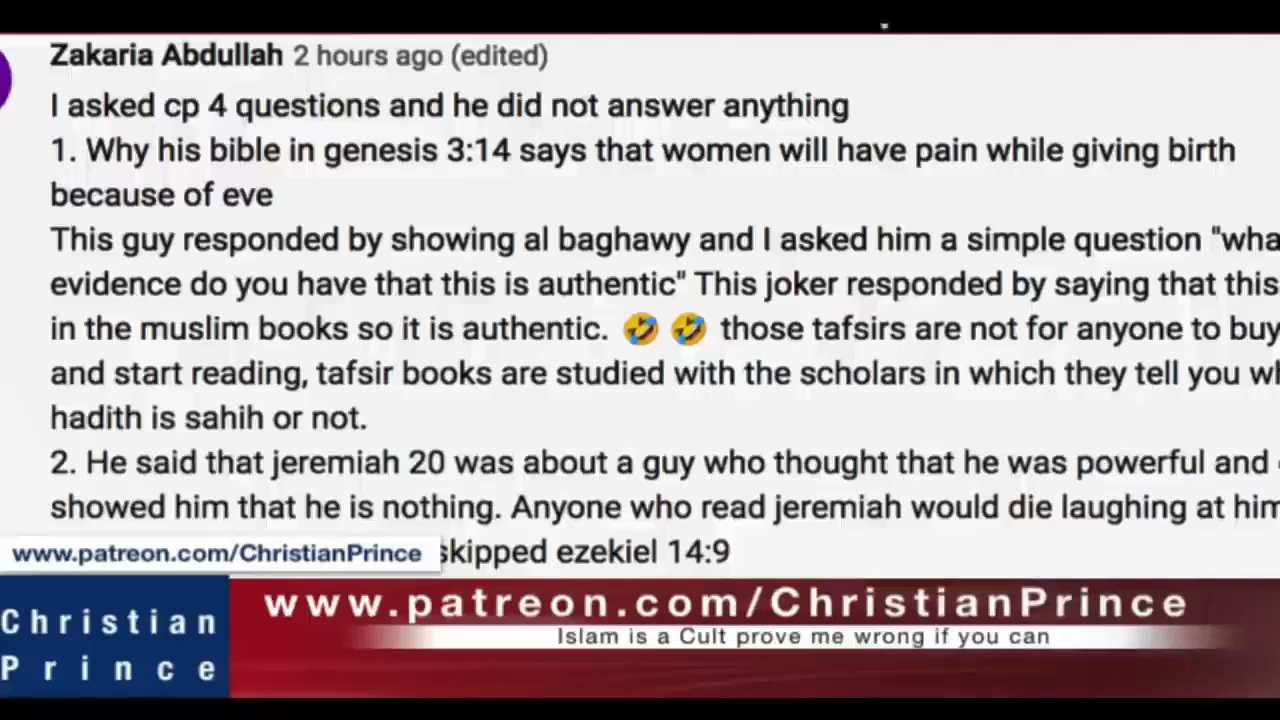 Zakaria Abdullah 2 hours ago (edited)
I asked cp 4 questions and he did not answer anything
1. Why his bible in genesis 3:14 says that women will have pain while giving birth
because of eve
This guy responded by showing al baghawy and I asked him a simple question "wha
evidence do you have that this is authentic" This joker responded by saying that this
in the muslim books so it is authentic. 🤣 🤣 those tafsirs are not for anyone to buy
and start reading, tafsir books are studied with the scholars in which they tell you wh
hadith is sahih or not.
2. He said that jeremiah 20 was about a guy who thought that he was powerful and
showed him that he is nothing. Anyone who read jeremiah would die laughing at him
skipped ezekiel 14:9
www.patreon.com/ChristianPrince
www.patreon.com/ChristianPrince
Islam is a Cult prove me wrong if you can
Christian
Prince